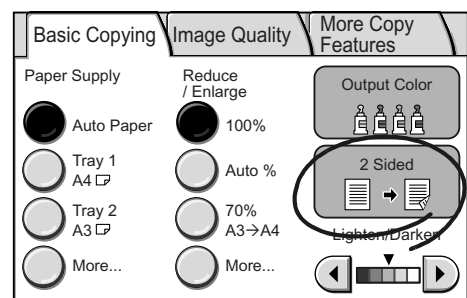 Basic Copying
Image Quality
More Copy
Features
Paper Supply
Auto Paper
Tray 1
A4
Tray 2
A3
More...
Reduce
/ Enlarge
100%
Auto %
70%
A3→A4
More...
Output Color
2 Sided
Lighten/Darken